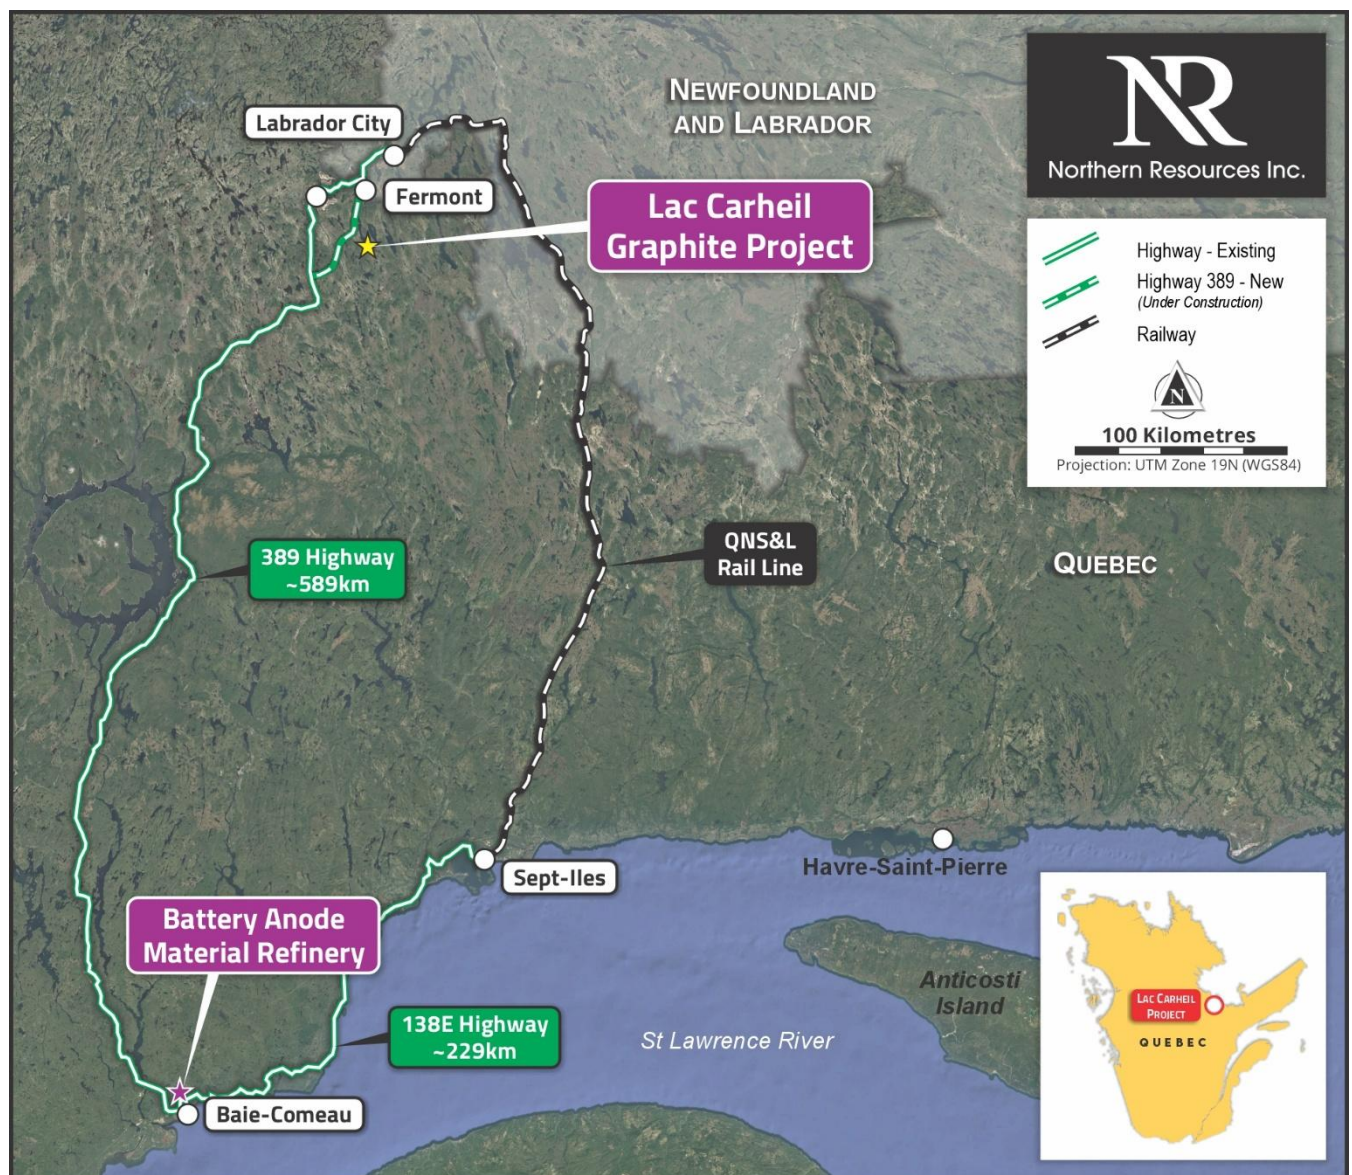 NEWFOUNDLAND
AND LABRADOR
NR
Northern Resources Inc.
Labrador City
Fermont
Lac Carheil
Graphite Project
Highway - Existing
Highway 389 - New
(Under Construction)
Railway
N
100 Kilometres
Projection: UTM Zone 19N (WGS84)
389 Highway
~589km
QNS&L
Rail Line
QUEBEC
Sept-Iles
Havre-Saint-Pierre
Battery Anode
Material Refinery
Anticosti
Island
138E Highway
~229km
St Lawrence River
Baie-Comeau
LAC CARHEIL
PROJECT
QUEBEC